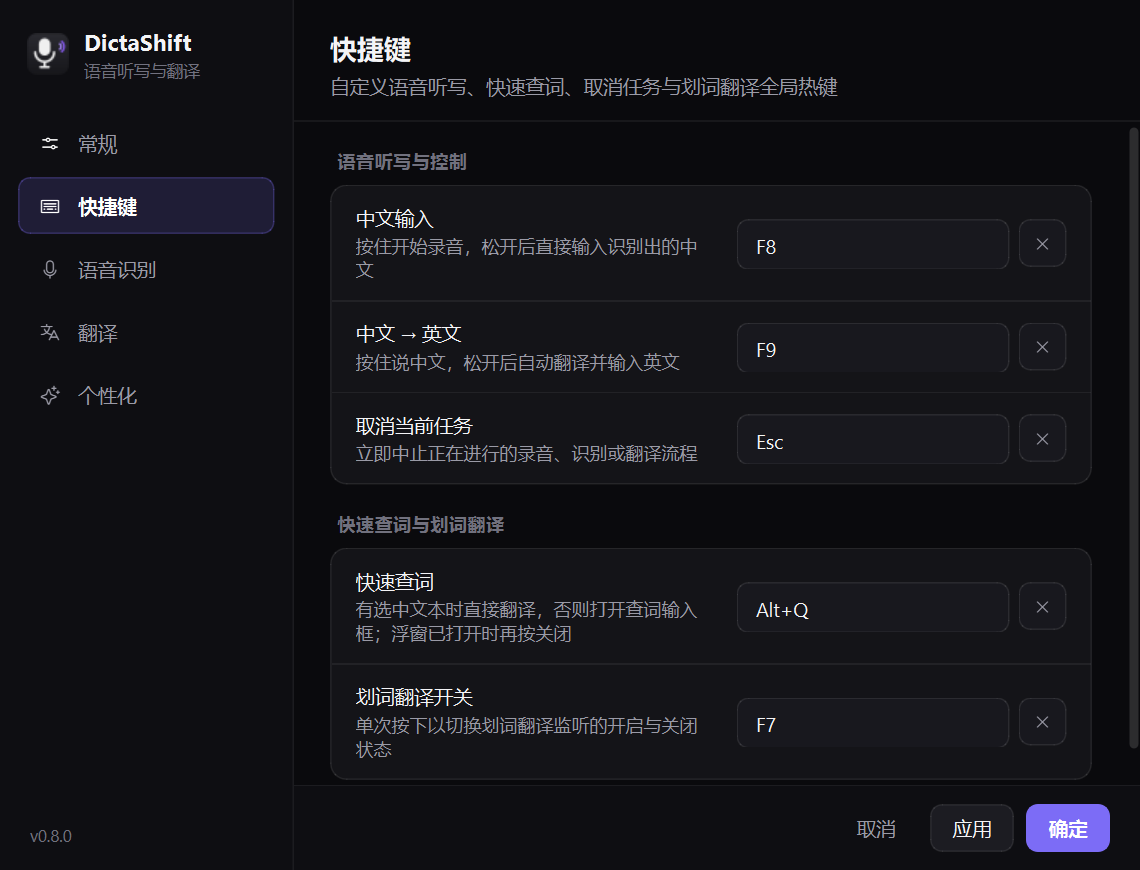 DictaShift
语音听写与翻译
常规
快捷键
语音识别
翻译
个性化
v0.8.0
快捷键
自定义语音听写、快速查词、取消任务与划词翻译全局热键
语音听写与控制
中文输入
按住开始录音，松开后直接输入识别出的中
文
F8
中文 → 英文
按住说中文，松开后自动翻译并输入英文
F9
取消当前任务
立即中止正在进行的录音、识别或翻译流程
Esc
快速查词与划词翻译
快速查词
有选中文本时直接翻译，否则打开查词输入
框；浮窗已打开时再按关闭
Alt+Q
划词翻译开关
单次按下以切换划词翻译监听的开启与关闭
状态
F7
取消
应用
确定